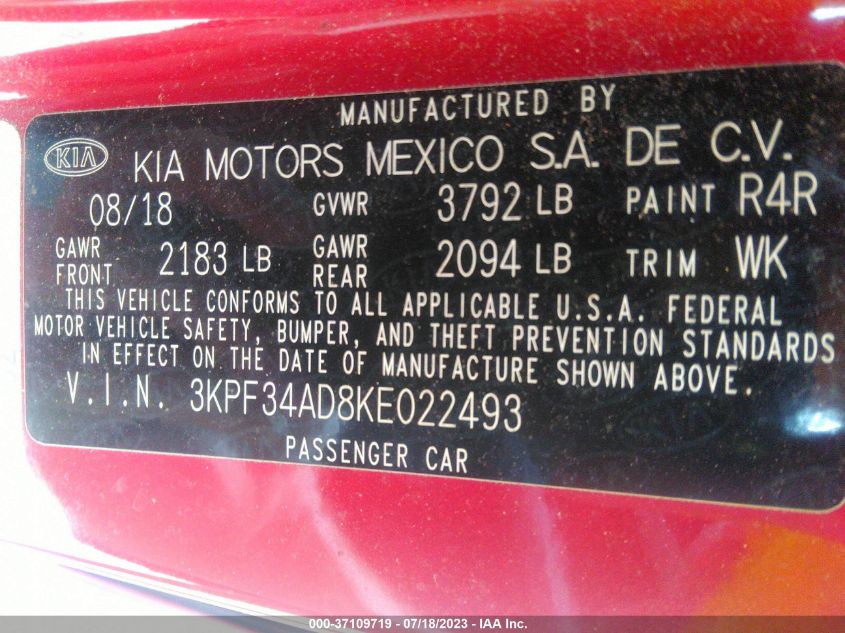 MANUFACTURED BY
KIA KIA MOTORS MEXICO S.A. DE C.V.
08/18 GVWR 3792 LB PAINT R4R
GAWR FRONT 2183 LB GAWR REAR 2094 LB TRIM WK
THIS VEHICLE CONFORMS TO ALL APPLICABLE U.S.A. FEDERAL
MOTOR VEHICLE SAFETY, BUMPER, AND THEFT PREVENTION STANDARDS
IN EFFECT ON THE DATE OF MANUFACTURE SHOWN ABOVE.
V.I.N. 3KPF34AD8KE022493
PASSENGER CAR
000-37109719 - 07/18/2023 - IAA Inc.